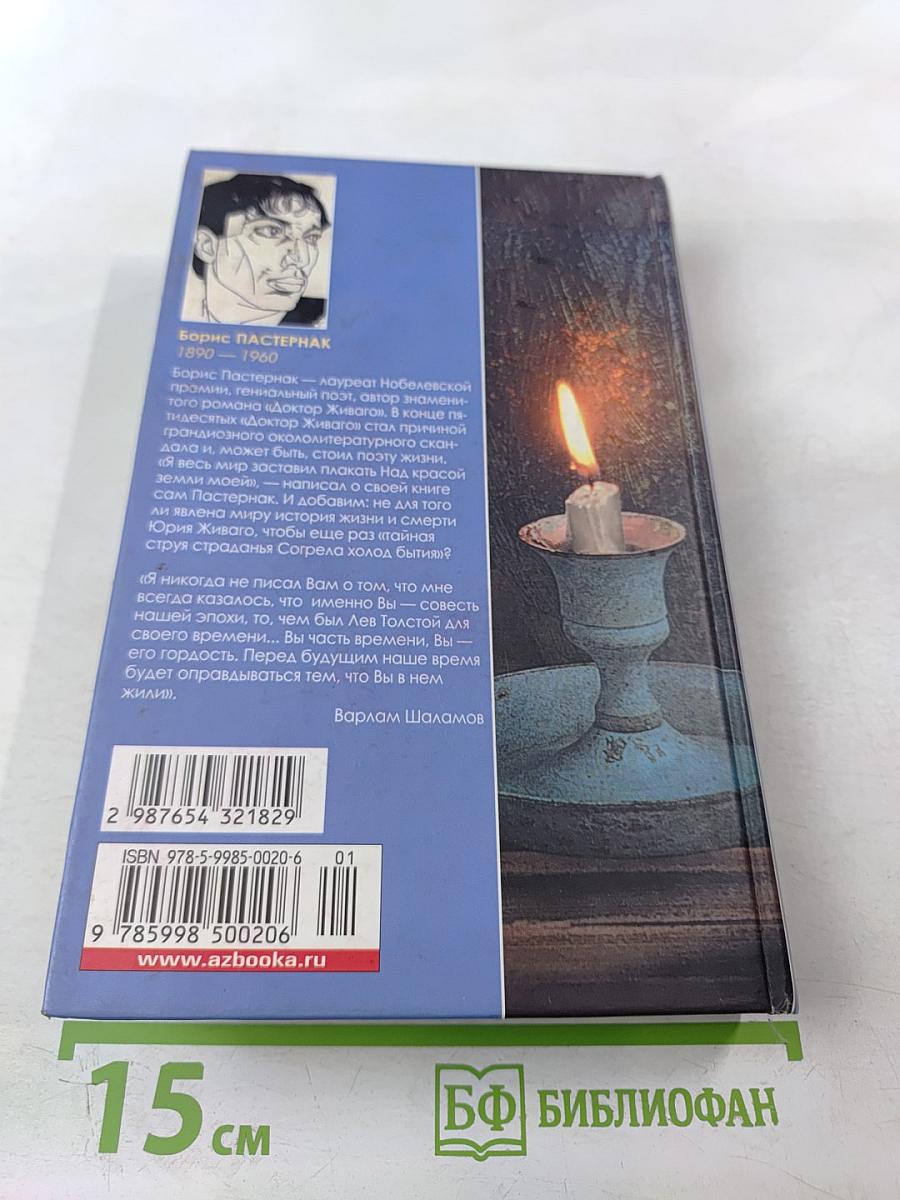 Борис ПАСТЕРНАК
1890 — 1960
Борис Пастернак — лауреат Нобелевской
премии, гениальный поэт, автор знамени-
того романа «Доктор Живаго». В конце пя-
тидесятых «Доктор Живаго» стал причиной
грандиозного окололитературного скан-
дала и, может быть, стоил поэту жизни.
«Я весь мир заставил плакать Над красой
земли моей», — написал о своей книге
сам Пастернак. И добавим: не для того
ли явлена миру история жизни и смерти
Юрия Живаго, чтобы еще раз «тайная
струя страданья Согрела холод бытия»?
«Я никогда не писал Вам о том, что мне
всегда казалось, что именно Вы — совесть
нашей эпохи, то, чем был Лев Толстой для
своего времени... Вы часть времени, Вы —
его гордость. Перед будущим наше время
будет оправдываться тем, что Вы в нем
жили».
Варлам Шаламов
2 987654 321829
ISBN 978-5-9985-0020-6 01
9 785998 500206
www.azbooka.ru
15 см
БФ БИБЛИОФАН